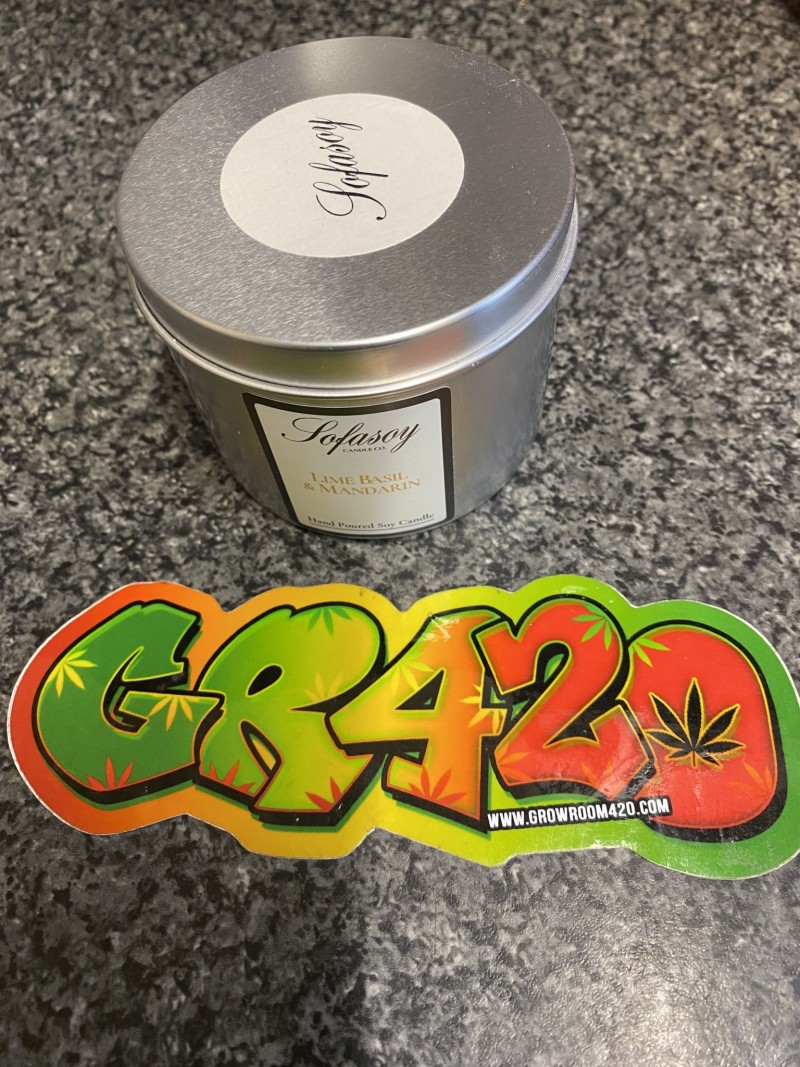 Sofasoy
Sofasoy
CANDLE CO.
LIME BASIL
& MANDARIN
Hand Poured Soy Candle
GR420
WWW.GROWROOM420.COM